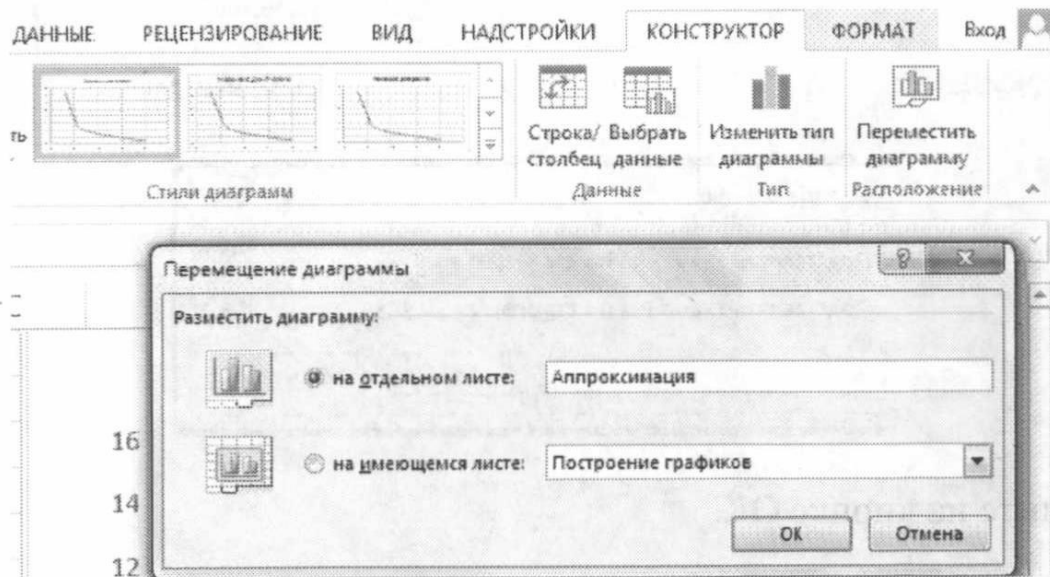 ДАННЫЕ РЕЦЕНЗИРОВАНИЕ ВИД НАДСТРОЙКИ КОНСТРУКТОР ФОРМАТ Вход
ть
Строка/ Выбрать Изменить тип Переместить
столбец данные диаграммы диаграмму
Стили диаграмм Данные Тип Расположение
Перемещение диаграммы
Разместить диаграмму:
на отдельном листе: Аппроксимация
16
на имеющемся листе: Построение графиков
14
ОК Отмена
12